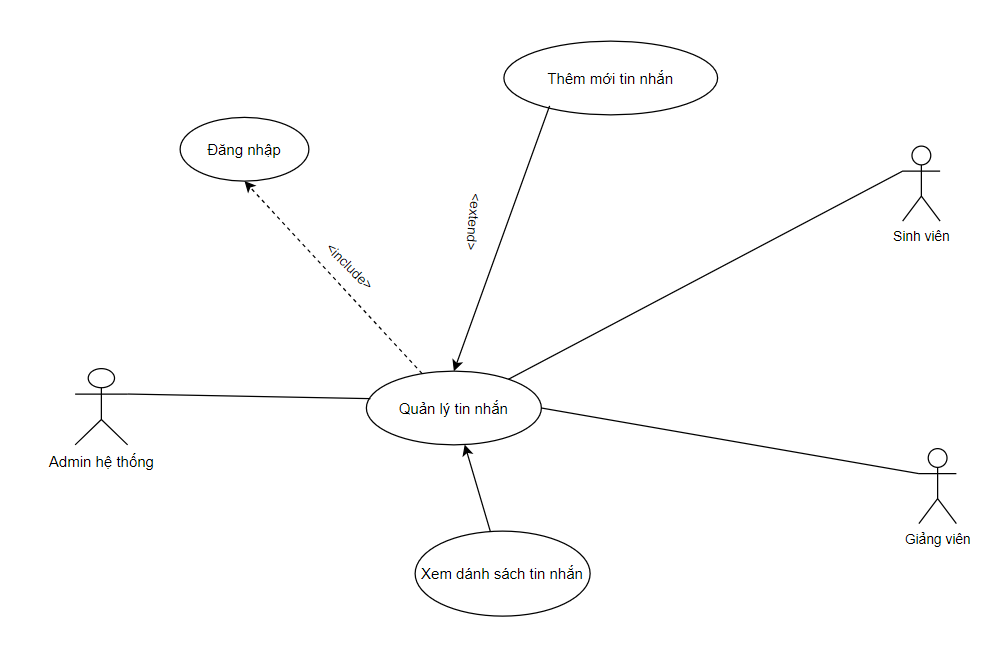 Thêm mới tin nhắn
Đăng nhập
<extend>
Sinh viên
<include>
Quản lý tin nhắn
Admin hệ thống
Giảng viên
Xem dánh sách tin nhắn